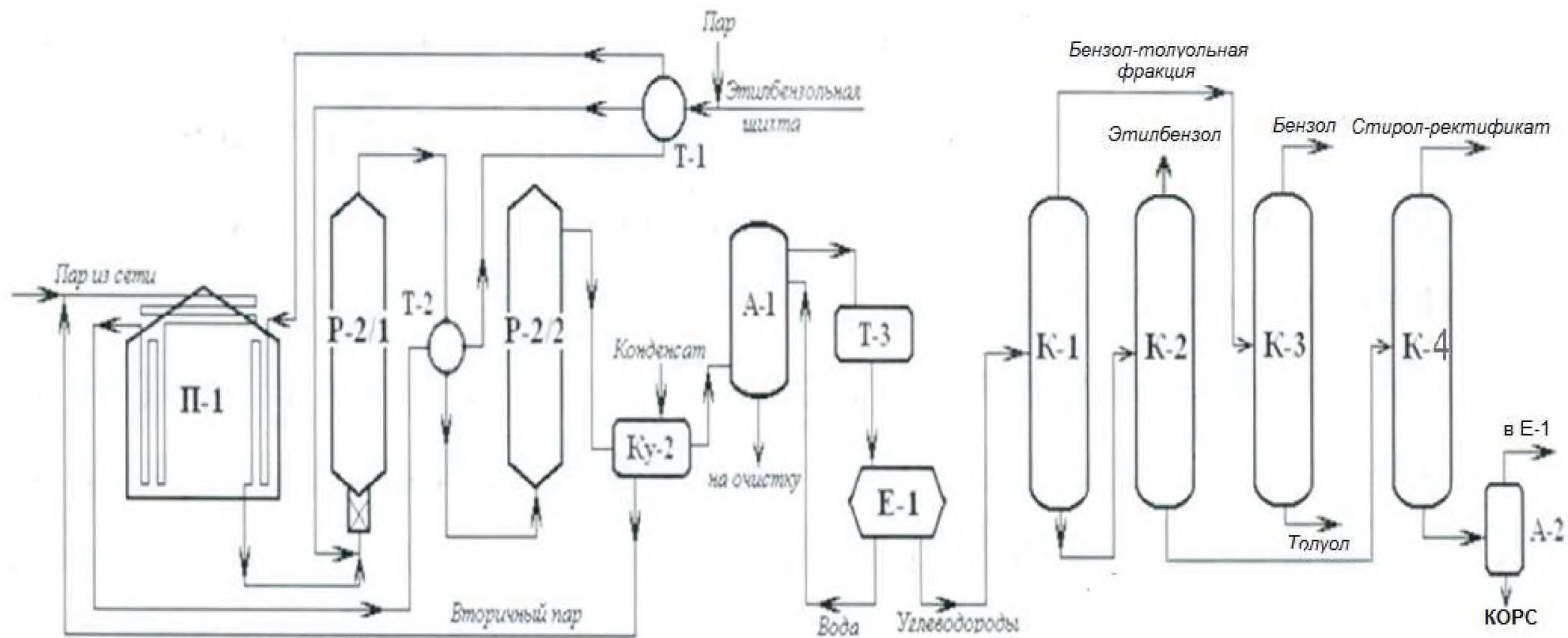 Пар
Этилбензольная
шихта
Т-1
Бензол-толуольная
фракция
Этилбензол
Бензол
Стирол-ректификат
Пар из сети
П-1
Р-2/1
Т-2
Р-2/2
Конденсат
Ку-2
А-1
Т-3
на очистку
Е-1
К-1
К-2
К-3
К-4
в Е-1
А-2
Толуол
Вторичный пар
Вода
Углеводороды
КОРС